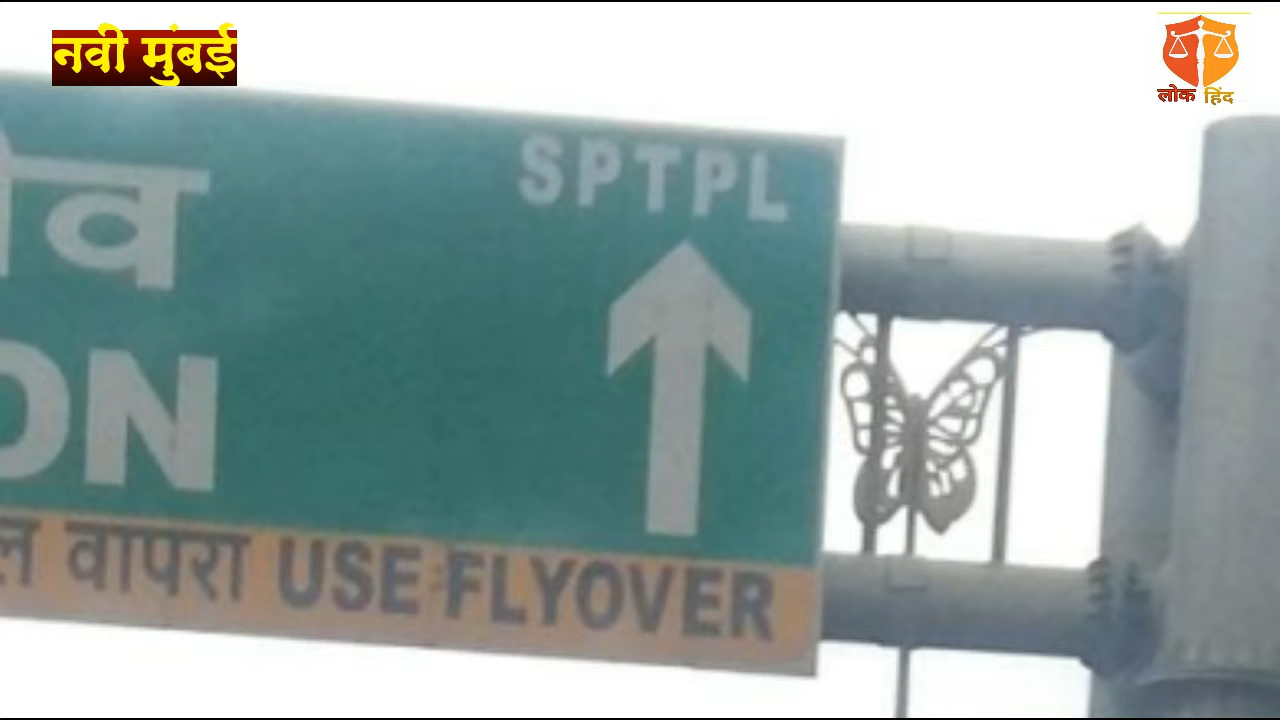 नवी मुंबई
लोक हिंद
SPTPL
व
ON
वापरा USE FLYOVER